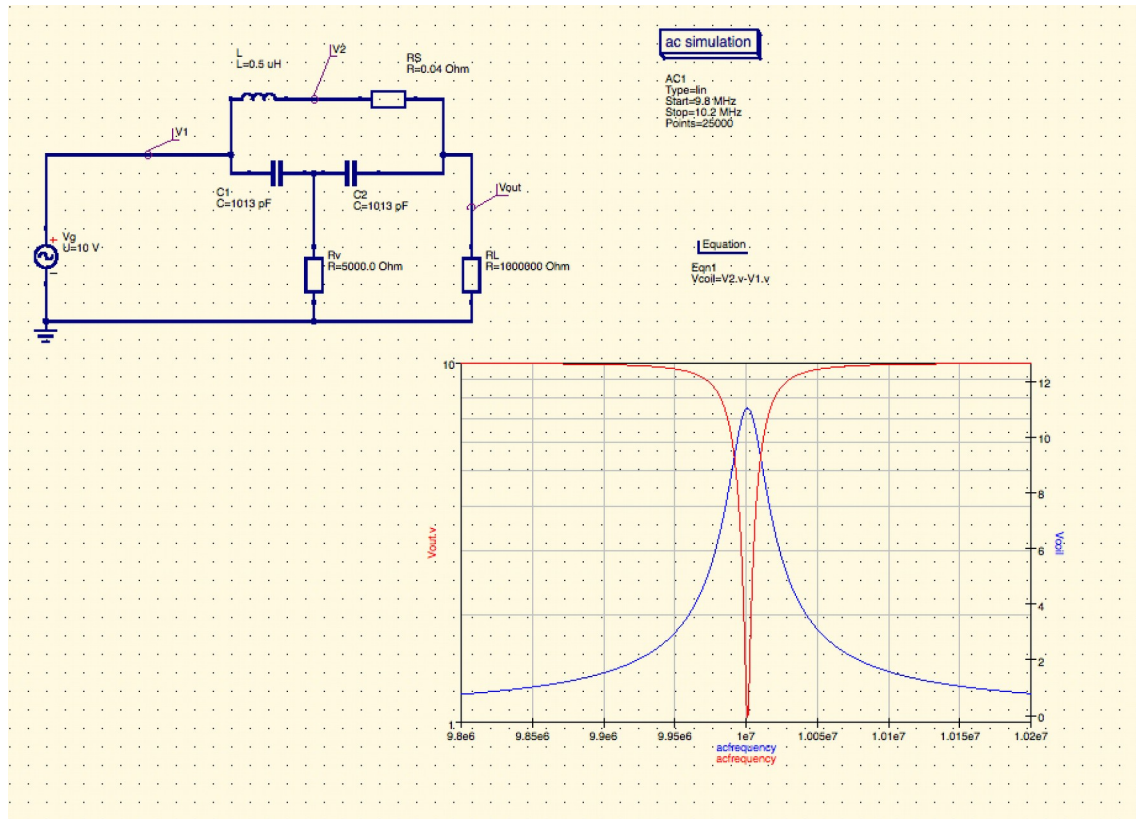 ac simulation
AC1
Type=lin
Start=9.8 MHz
Stop=10.2 MHz
Points=25000
L
L=0.5 uH
V2
RS
R=0.04 Ohm
V1
C1
C=1013 pF
C2
C=1013 pF
Vout
Vg
U=10 V
Rv
R=5000.0 Ohm
RL
R=1000000 Ohm
Equation
Eqn1
Vcoil=V2.v-V1.v
10
12
10
8
6
4
2
0
1
Vout.v
Vcoil
9.8e6 9.85e6 9.9e6 9.95e6 1e7 1.005e7 1.01e7 1.015e7 1.02e7
acfrequency
acfrequency